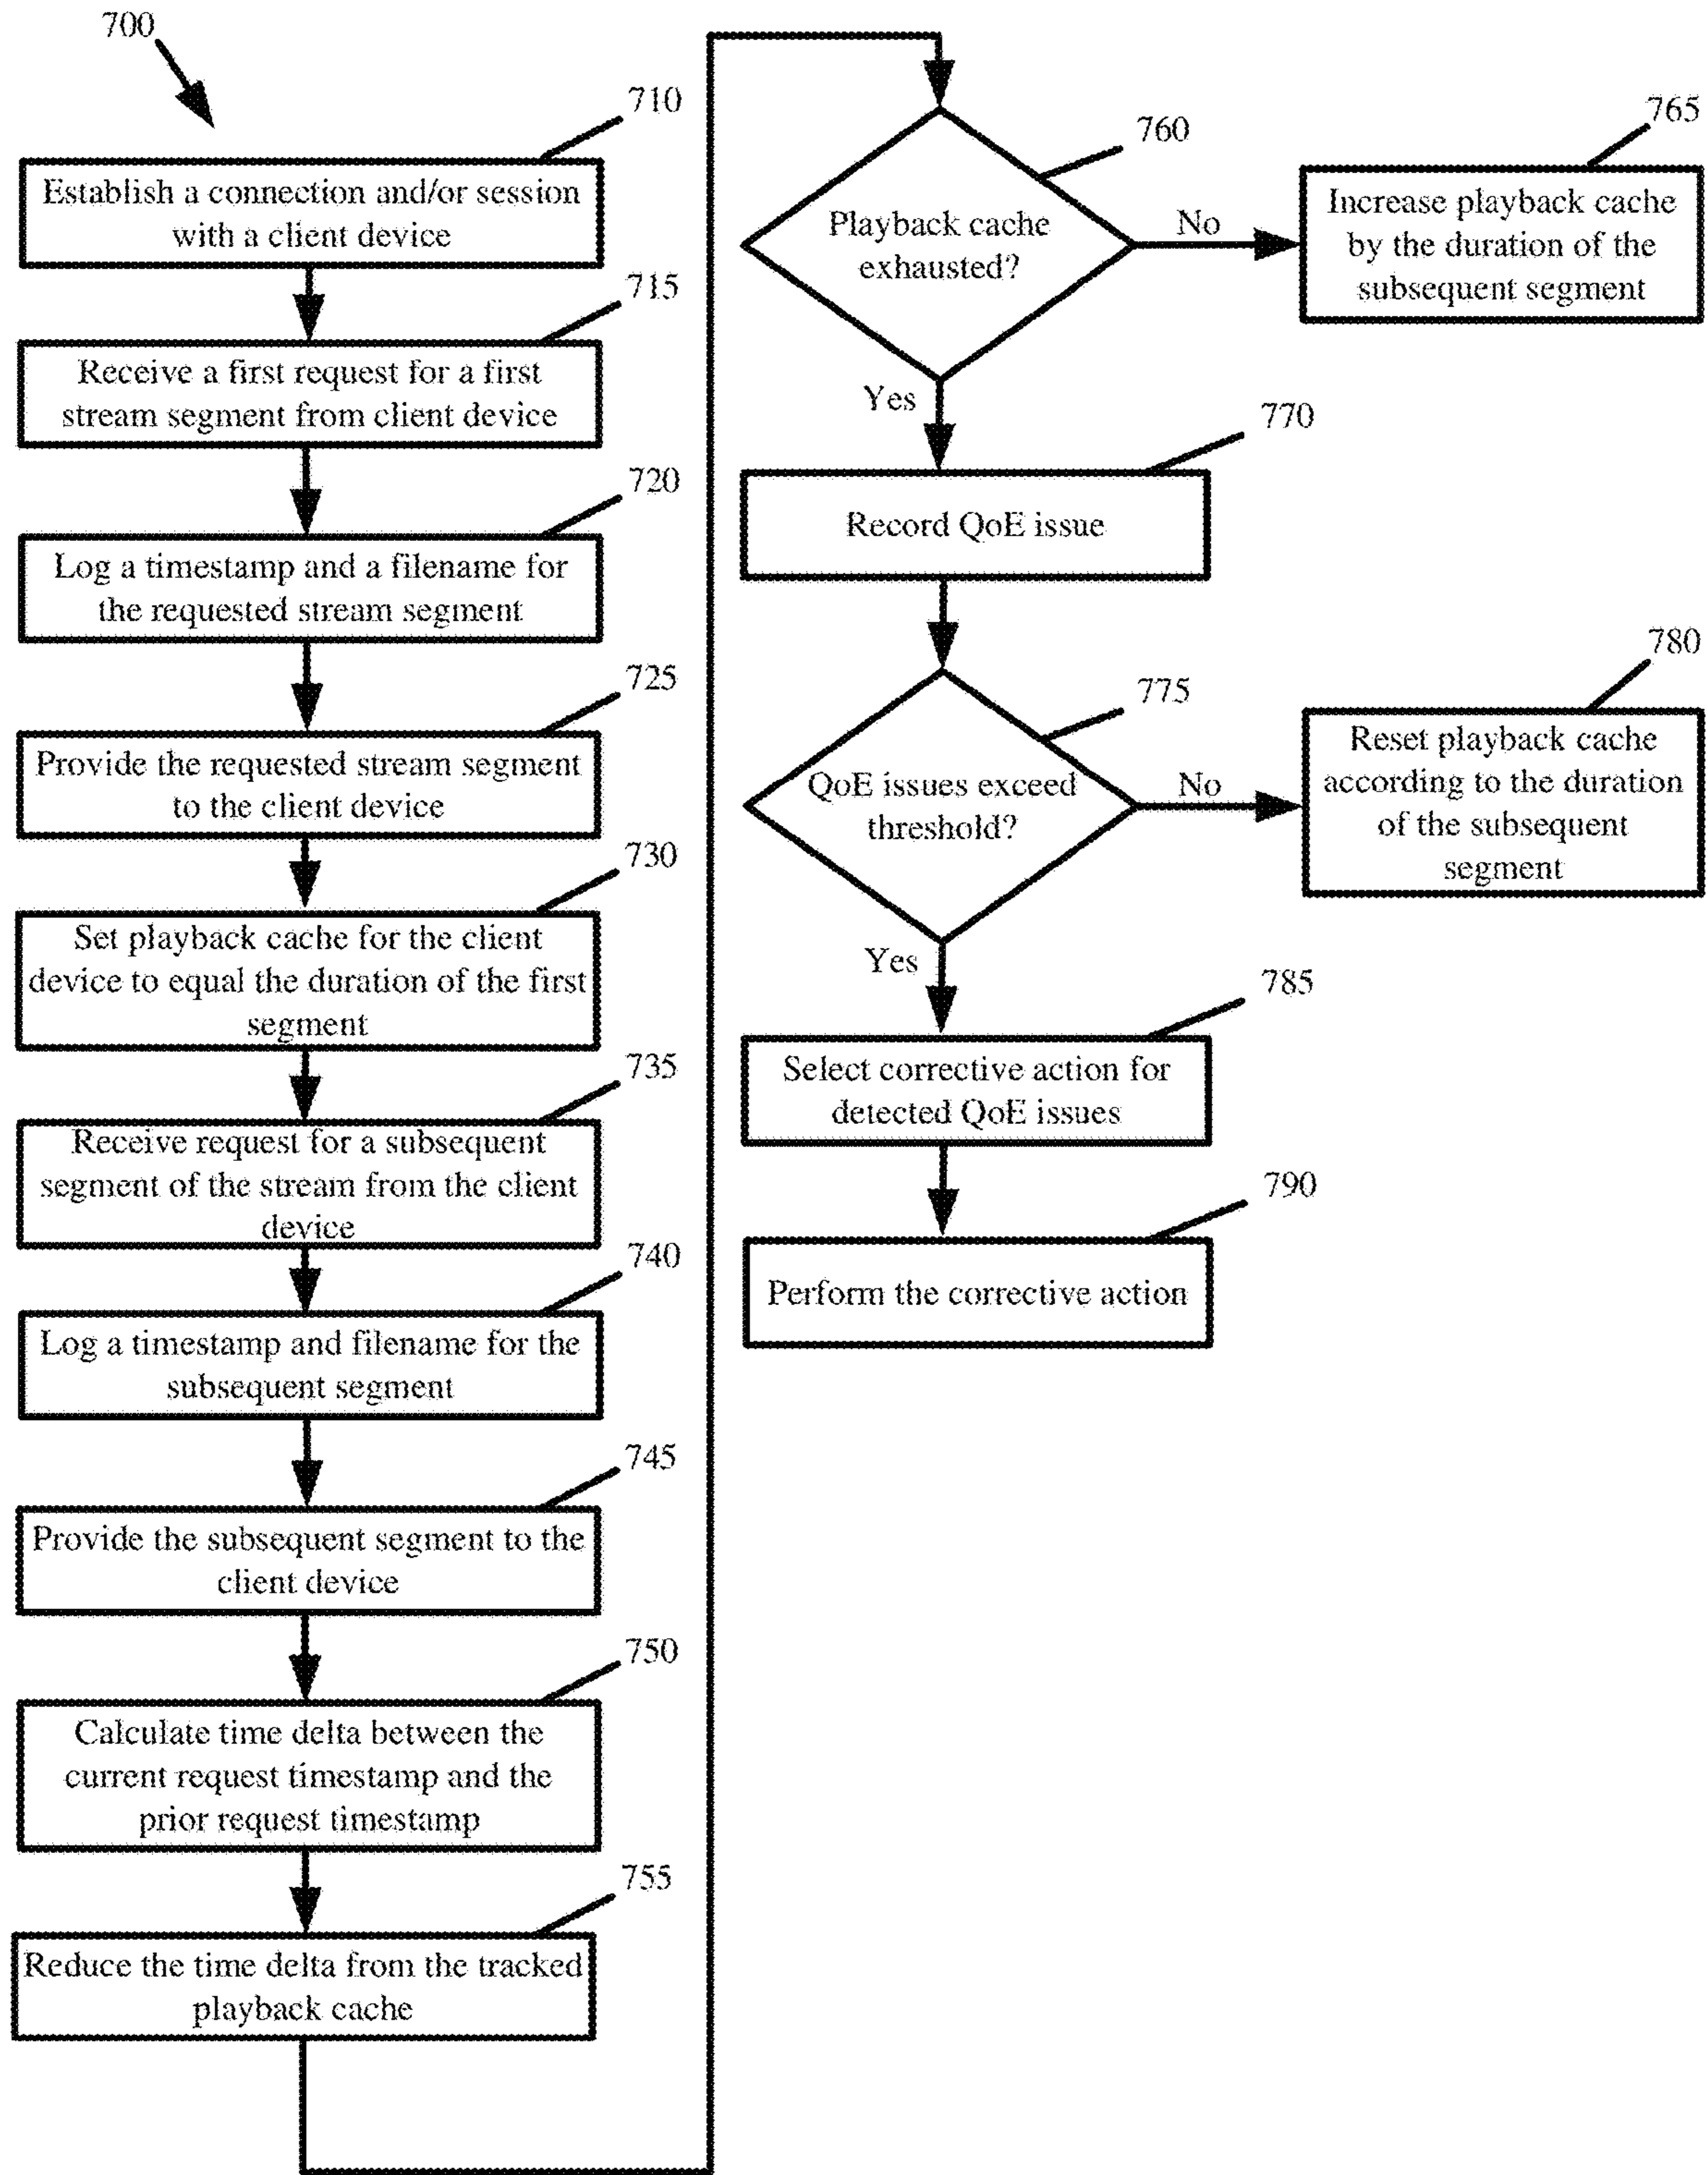 700
710
Establish a connection and/or session
with a client device
715
Receive a first request for a first
stream segment from client device
720
Log a timestamp and a filename for
the requested stream segment
725
Provide the requested stream segment
to the client device
730
Set playback cache for the client
device to equal the duration of the first
segment
735
Receive request for a subsequent
segment of the stream from the client
device
740
Log a timestamp and filename for the
subsequent segment
745
Provide the subsequent segment to the
client device
750
Calculate time delta between the
current request timestamp and the
prior request timestamp
755
Reduce the time delta from the tracked
playback cache
760
Playback cache
exhausted?
No
765
Increase playback cache
by the duration of the
subsequent segment
Yes
770
Record QoE issue
775
QoE issues exceed
threshold?
No
780
Reset playback cache
according to the duration
of the subsequent
segment
Yes
785
Select corrective action for
detected QoE issues
790
Perform the corrective action